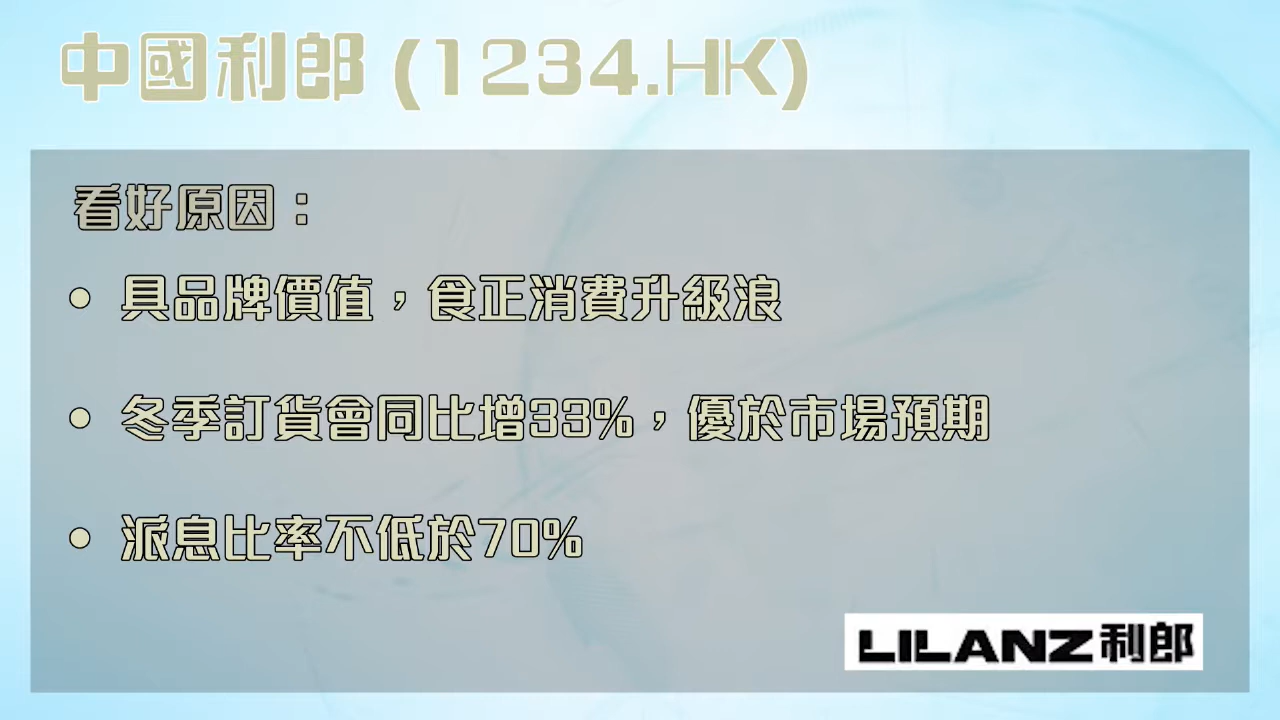 中國利郎 (1234.HK)
看好原因：
• 具品牌價值，食正消費升級浪
• 冬季訂貨會同比增33%，優於市場預期
• 派息比率不低於70%
LILANZ利郎